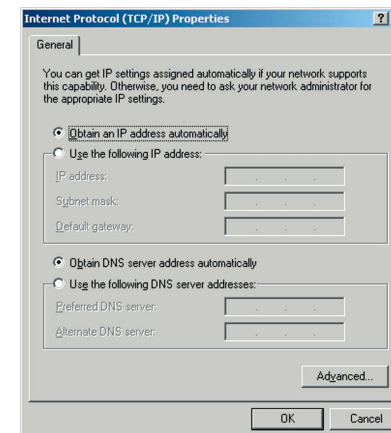 Internet Protocol (TCP/IP) Properties
?
General
You can get IP settings assigned automatically if your network supports
this capability. Otherwise, you need to ask your network administrator for
the appropriate IP settings.
Obtain an IP address automatically
Use the following IP address:
IP address:
Subnet mask:
Default gateway:
Obtain DNS server address automatically
Use the following DNS server addresses:
Preferred DNS server:
Alternate DNS server:
Advanced...
OK Cancel